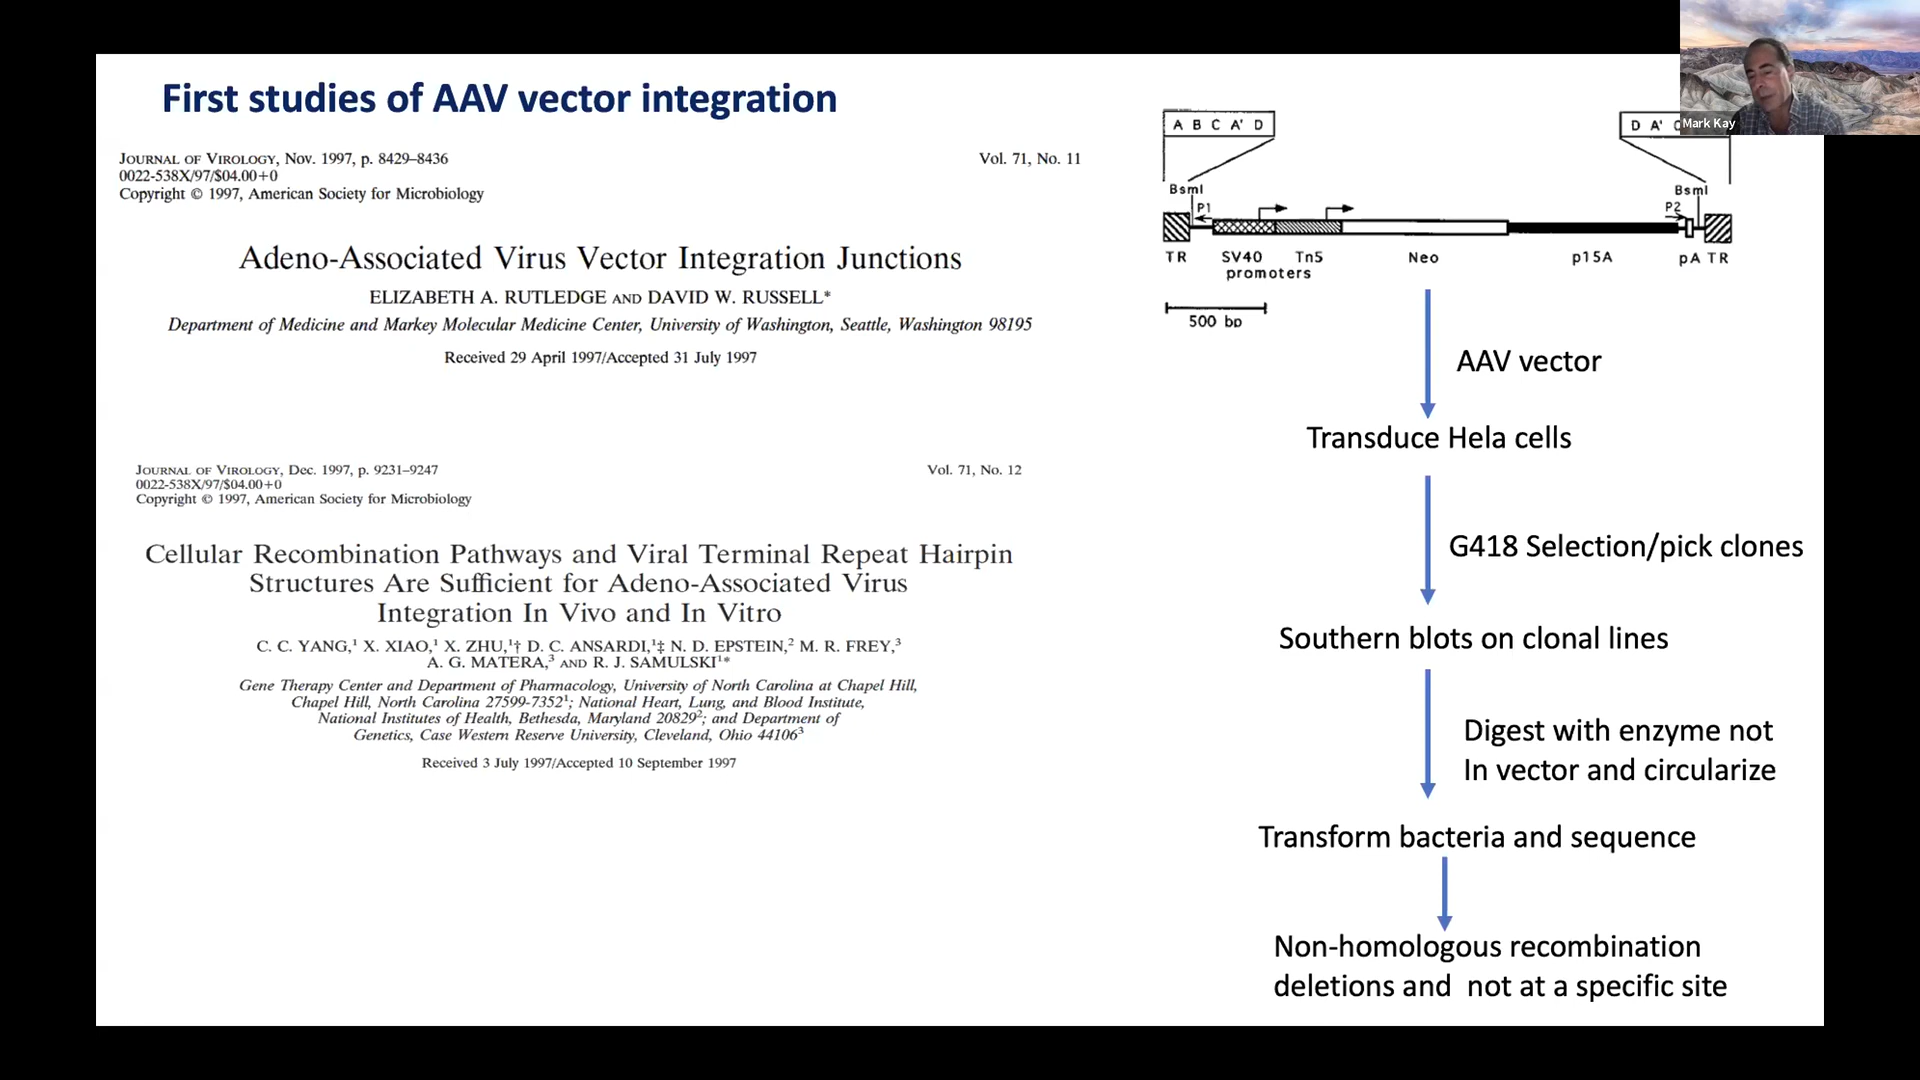 First studies of AAV vector integration
JOURNAL OF VIROLOGY, Nov. 1997, p. 8429–8436
Vol. 71, No. 11
0022-538X/97/$04.00+0
Copyright © 1997, American Society for Microbiology
Adeno-Associated Virus Vector Integration Junctions
ELIZABETH A. RUTLEDGE AND DAVID W. RUSSELL*
Department of Medicine and Markey Molecular Medicine Center, University of Washington, Seattle, Washington 98195
Received 29 April 1997/Accepted 31 July 1997
JOURNAL OF VIROLOGY, Dec. 1997, p. 9231–9247
Vol. 71, No. 12
0022-538X/97/$04.00+0
Copyright © 1997, American Society for Microbiology
Cellular Recombination Pathways and Viral Terminal Repeat Hairpin
Structures Are Sufficient for Adeno-Associated Virus
Integration In Vivo and In Vitro
C. C. YANG,¹ X. XIAO,¹ X. ZHU,¹† D. C. ANSARDI,¹‡ N. D. EPSTEIN,² M. R. FREY,³
A. G. MATERA,³ AND R. J. SAMULSKI¹*
Gene Therapy Center and Department of Pharmacology, University of North Carolina at Chapel Hill,
Chapel Hill, North Carolina 27599-7352¹; National Heart, Lung, and Blood Institute,
National Institutes of Health, Bethesda, Maryland 20829²; and Department of
Genetics, Case Western Reserve University, Cleveland, Ohio 44106³
Received 3 July 1997/Accepted 10 September 1997
A B C A' D
D A' C
Mark Kay
BsmI
BsmI
P1
P2
TR
SV40
Tn5
Neo
p15A
pA TR
promoters
500 bp
AAV vector
Transduce Hela cells
G418 Selection/pick clones
Southern blots on clonal lines
Digest with enzyme not
In vector and circularize
Transform bacteria and sequence
Non-homologous recombination
deletions and not at a specific site